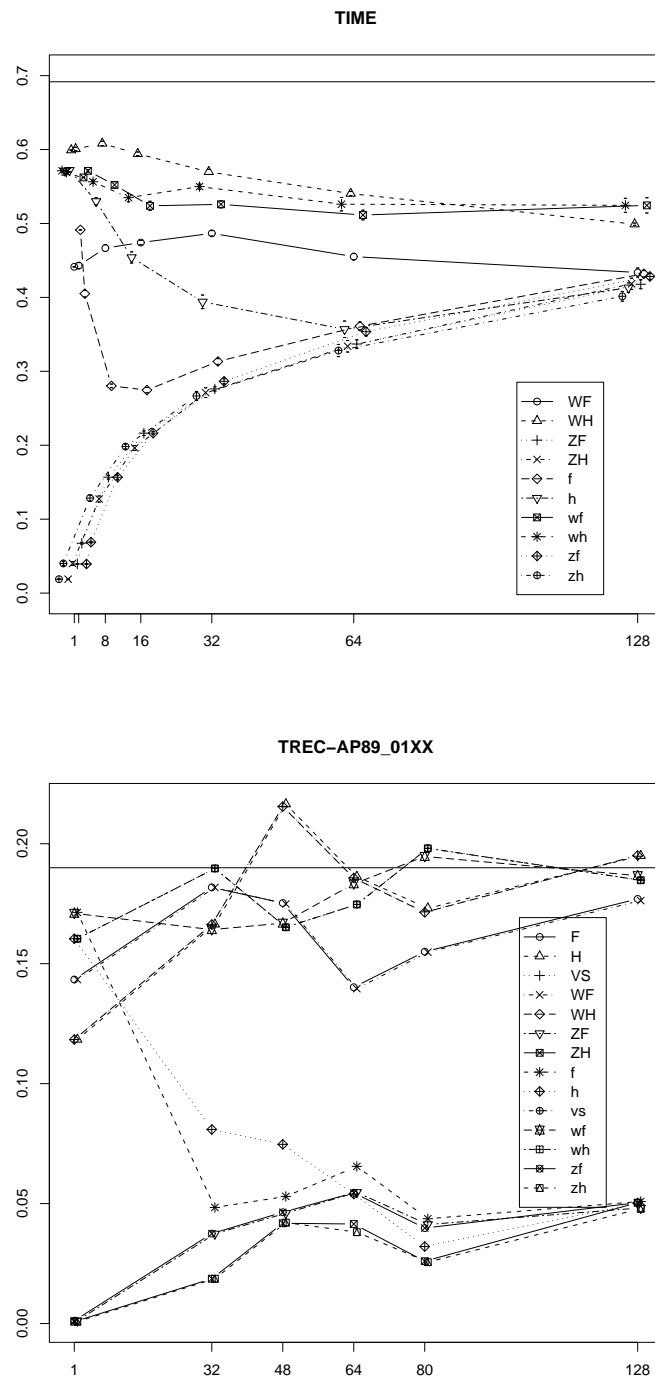 TIME
0.7
0.6
0.5
0.4
0.3
0.2
0.1
0.0
WF
WH
ZF
ZH
f
h
wf
wh
zf
zh
1 8 16 32 64 128
TREC−AP89_01XX
0.20
0.15
0.10
0.05
0.00
F
H
VS
WF
WH
ZF
ZH
f
h
vs
wf
wh
zf
zh
1 32 48 64 80 128